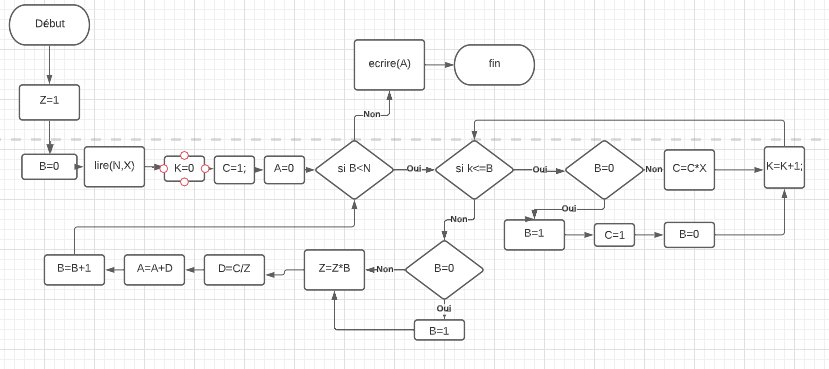 Début
ecrire(A)
fin
Z=1
Non
B=0
lire(N,X)
K=0
C=1;
A=0
si B<N
Oui
si k<=B
Oui
B=0
Non
C=C*X
K=K+1;
Oui
Non
B=1
C=1
B=0
B=B+1
A=A+D
D=C/Z
Z=Z*B
Non
B=0
Oui
B=1